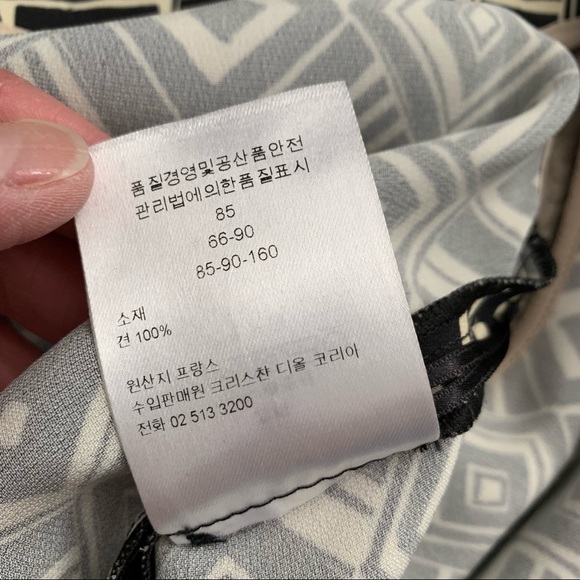 품질경영및공산품안전
관리법에의한품질표시
85
66-90
85-90-160
소재
견 100%
원산지 프랑스
수입판매원 크리스챤 디올 코리아
전화 02 513 3200